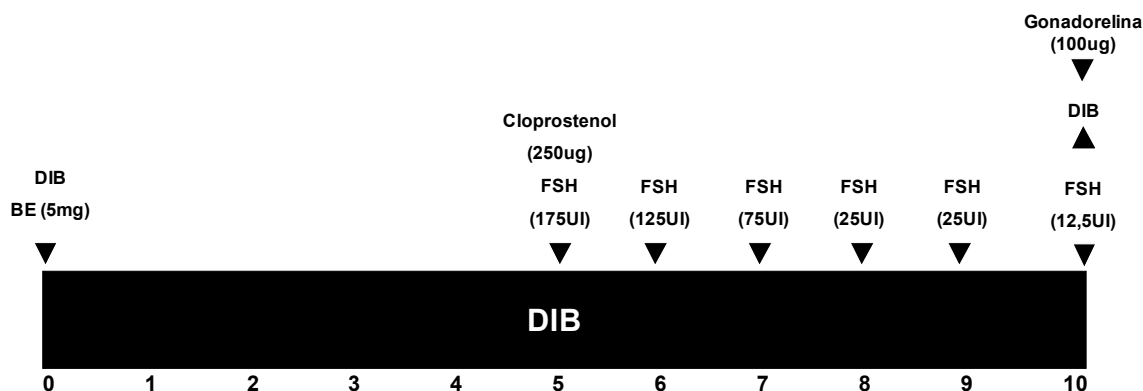 Gonadorelina
(100ug)
DIB
Cloprostenol
(250ug)
DIB
BE (5mg)
FSH
(175UI)
FSH
(125UI)
FSH
(75UI)
FSH
(25UI)
FSH
(25UI)
FSH
(12,5UI)
DIB
0 1 2 3 4 5 6 7 8 9 10